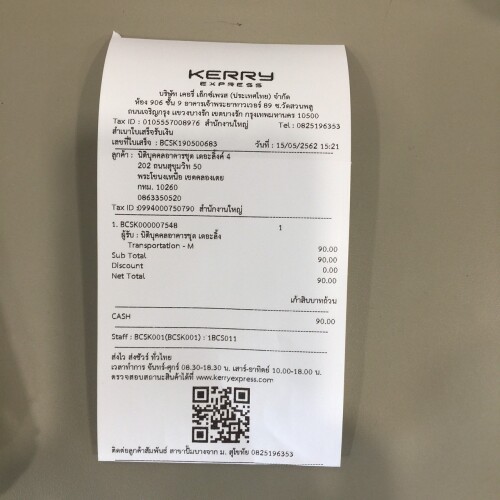 KERRY
EXPRESS
บริษัท เคอรี่ เอ็กซ์เพรส (ประเทศไทย) จำกัด
ห้อง 906 ชั้น 9 อาคารเจ้าพระยาทาวเวอร์ 89 ซ.วัดสวนพลู
ถนนเจริญกรุง แขวงบางรัก เขตบางรัก กรุงเทพมหานคร 10500
Tax ID : 0105557008976 สำนักงานใหญ่ Tel : 0825196353
สำเนาใบเสร็จรับเงิน
เลขที่ใบเสร็จ : BCSK190500683 วันที่ : 15/05/2562 15:21
ลูกค้า : นิติบุคคลอาคารชุด เดอะลิ้งค์ 4
202 ถนนสุขุมวิท 50
พระโขนงเหนือ เขตคลองเตย
กทม. 10260
0863350520
Tax ID :0994000750790 สำนักงานใหญ่
1. BCSK000007548 1
ผู้รับ : นิติบุคคลอาคารชุด เดอะลิ้ง
Transportation - M 90.00
Sub Total 90.00
Discount 0.00
Net Total 90.00
เก้าสิบบาทถ้วน
CASH 90.00
Staff : BCSK001(BCSK001) : 1BCS011
ส่งไว ส่งชัวร์ ทั่วไทย
เวลาทำการ จันทร์-ศุกร์ 08.30-18.30 น. เสาร์-อาทิตย์ 10.00-18.00 น.
ตรวจสอบสถานะสินค้าได้ที่ www.kerryexpress.com
ติดต่อลูกค้าสัมพันธ์ สาขาปั๊มบางจาก ม. สุโขทัย 0825196353